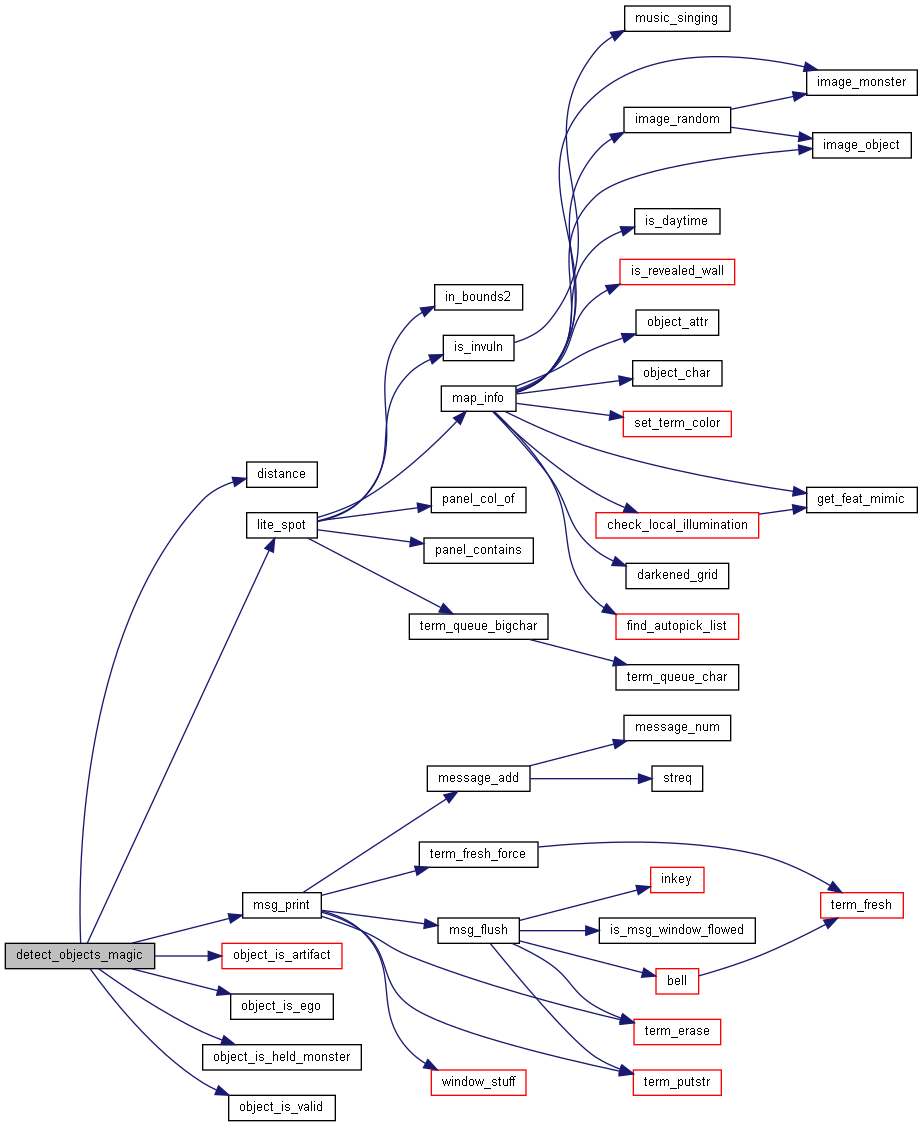 music_singing
image_monster
image_random
image_object
is_daytime
is_revealed_wall
in_bounds2
object_attr
is_invuln
object_char
map_info
set_term_color
distance
panel_col_of
get_feat_mimic
lite_spot
check_local_illumination
panel_contains
darkened_grid
term_queue_bigchar
find_autopick_list
term_queue_char
message_num
message_add
streq
term_fresh_force
inkey
msg_print
term_fresh
msg_flush
is_msg_window_flowed
detect_objects_magic
object_is_artifact
bell
object_is_ego
term_erase
object_is_held_monster
window_stuff
term_putstr
object_is_valid